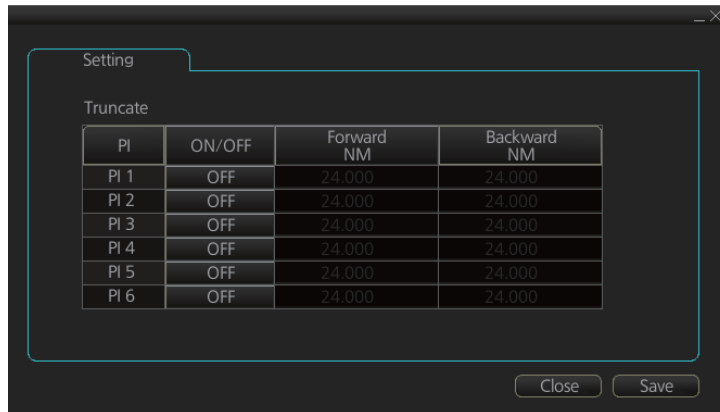 Setting
Truncate
PI ON/OFF Forward NM Backward NM
PI 1 OFF 24.000 24.000
PI 2 OFF 24.000 24.000
PI 3 OFF 24.000 24.000
PI 4 OFF 24.000 24.000
PI 5 OFF 24.000 24.000
PI 6 OFF 24.000 24.000
Close Save